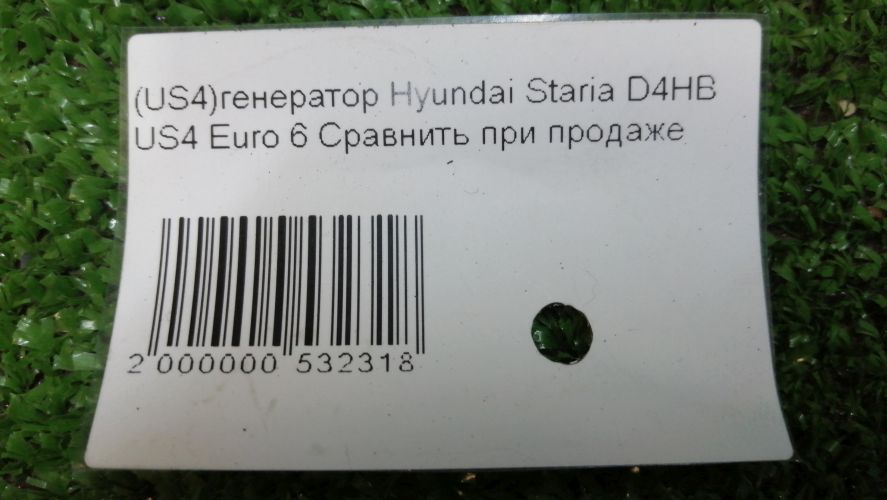 (US4)генератор Hyundai Staria D4HB
US4 Euro 6 Сравнить при продаже
2 000000 532318